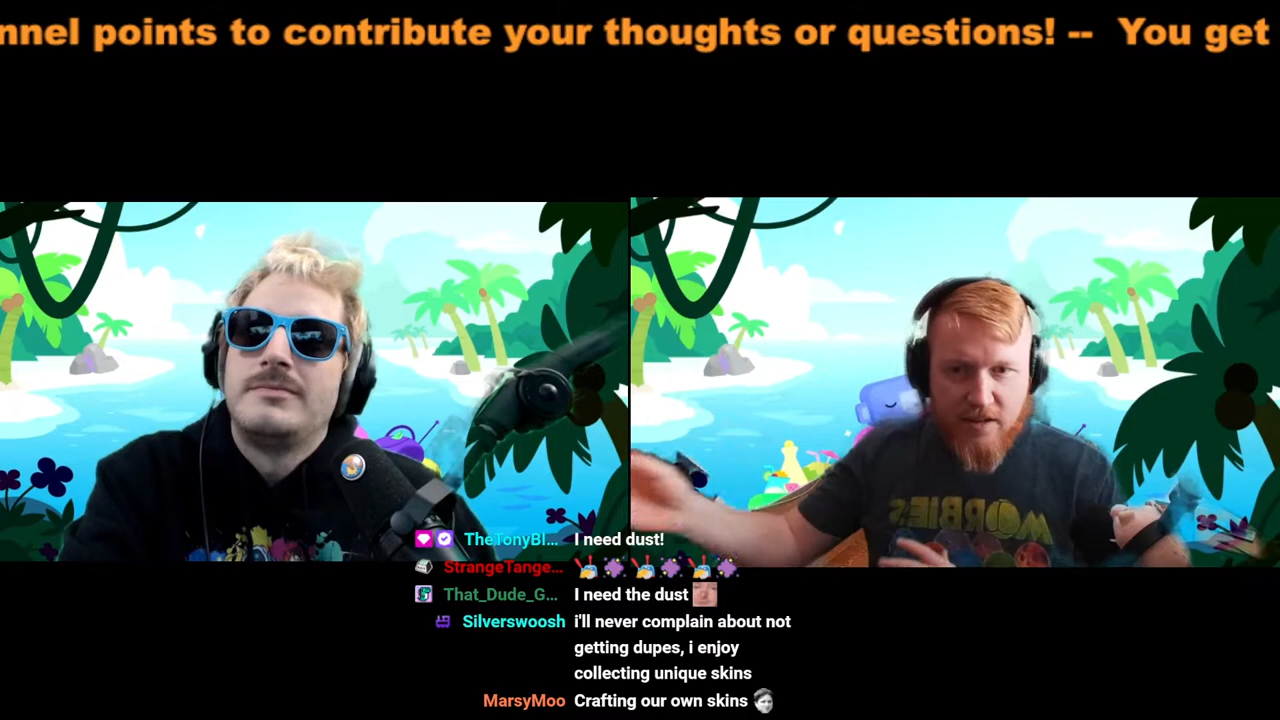 nnel points to contribute your thoughts or questions! -- You get
MORBIES
TheTonyBl... I need dust!
StrangeTange...
That_Dude_G... I need the dust
Silverswoosh i'll never complain about not
getting dupes, i enjoy
collecting unique skins
MarsyMoo Crafting our own skins